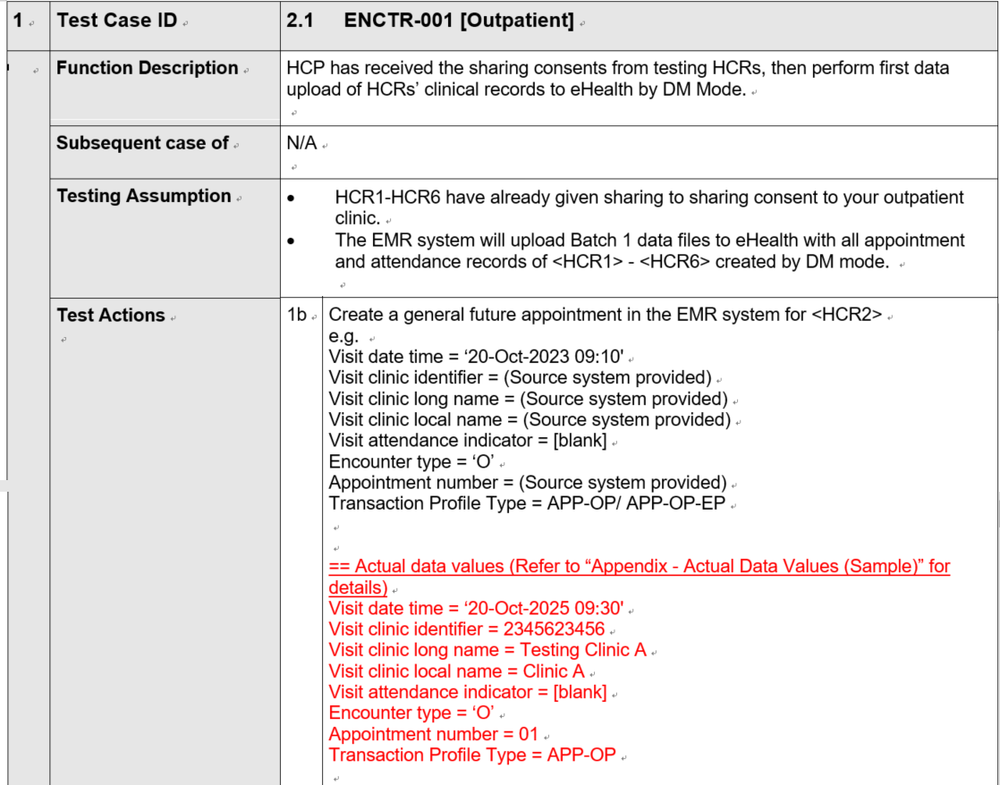 1 Test Case ID 2.1 ENCTR-001 [Outpatient]
Function Description HCP has received the sharing consents from testing HCRs, then perform first data
upload of HCRs’ clinical records to eHealth by DM Mode.
Subsequent case of N/A
Testing Assumption • HCR1-HCR6 have already given sharing to sharing consent to your outpatient
clinic.
• The EMR system will upload Batch 1 data files to eHealth with all appointment
and attendance records of <HCR1> - <HCR6> created by DM mode.
Test Actions 1b Create a general future appointment in the EMR system for <HCR2>
e.g.
Visit date time = ‘20-Oct-2023 09:10'
Visit clinic identifier = (Source system provided)
Visit clinic long name = (Source system provided)
Visit clinic local name = (Source system provided)
Visit attendance indicator = [blank]
Encounter type = ‘O’
Appointment number = (Source system provided)
Transaction Profile Type = APP-OP/ APP-OP-EP
== Actual data values (Refer to “Appendix - Actual Data Values (Sample)” for
details)
Visit date time = ‘20-Oct-2025 09:30'
Visit clinic identifier = 2345623456
Visit clinic long name = Testing Clinic A
Visit clinic local name = Clinic A
Visit attendance indicator = [blank]
Encounter type = ‘O’
Appointment number = 01
Transaction Profile Type = APP-OP